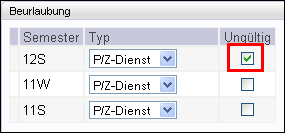 Beurlaubung
Semester Typ Ungültig
12S P/Z-Dienst
11W P/Z-Dienst
11S P/Z-Dienst